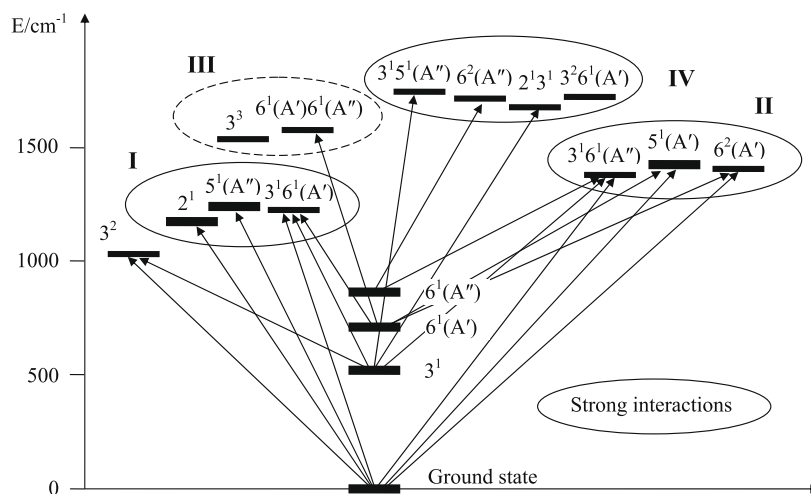 E/cm⁻¹
III
3¹5¹(A″) 6²(A″) 2¹3¹ 3²6¹(A′)
IV
3³ 6¹(A′)6¹(A″)
II
1500
3¹6¹(A″) 5¹(A′) 6²(A′)
I
3² 2¹ 5¹(A″) 3¹6¹(A′)
1000
6¹(A″)
6¹(A′)
500
3¹
Strong interactions
Ground state
0